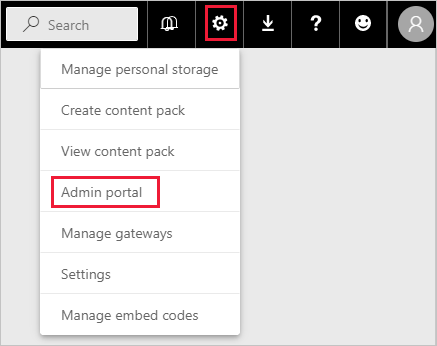 Search
Manage personal storage
Create content pack
View content pack
Admin portal
Manage gateways
Settings
Manage embed codes